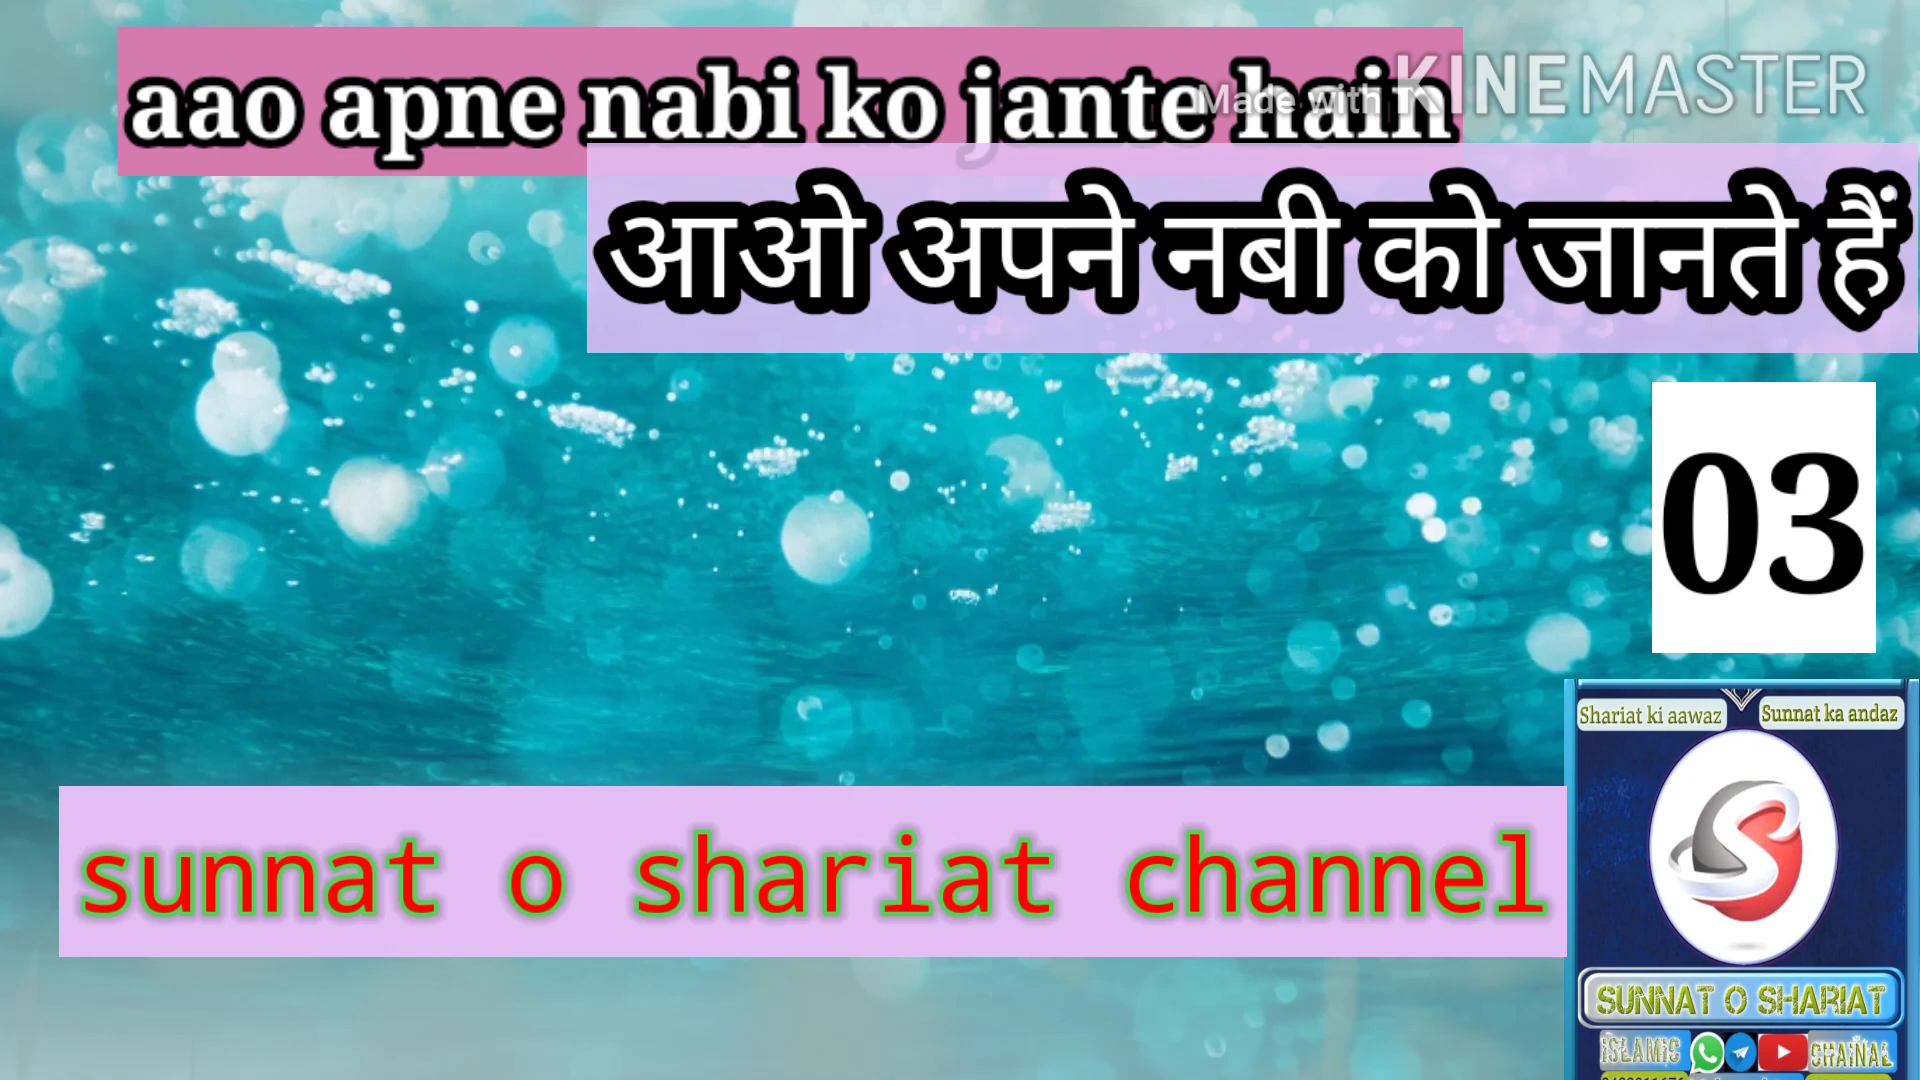 aao apne nabi ko jante hain
Made with KINEMASTER
आओ अपने नबी को जानते हैं
03
Shariat ki aawaz
Sunnat ka andaz
sunnat o shariat channel
SUNNAT O SHARIAT
ISLAMIC
CHAINAL